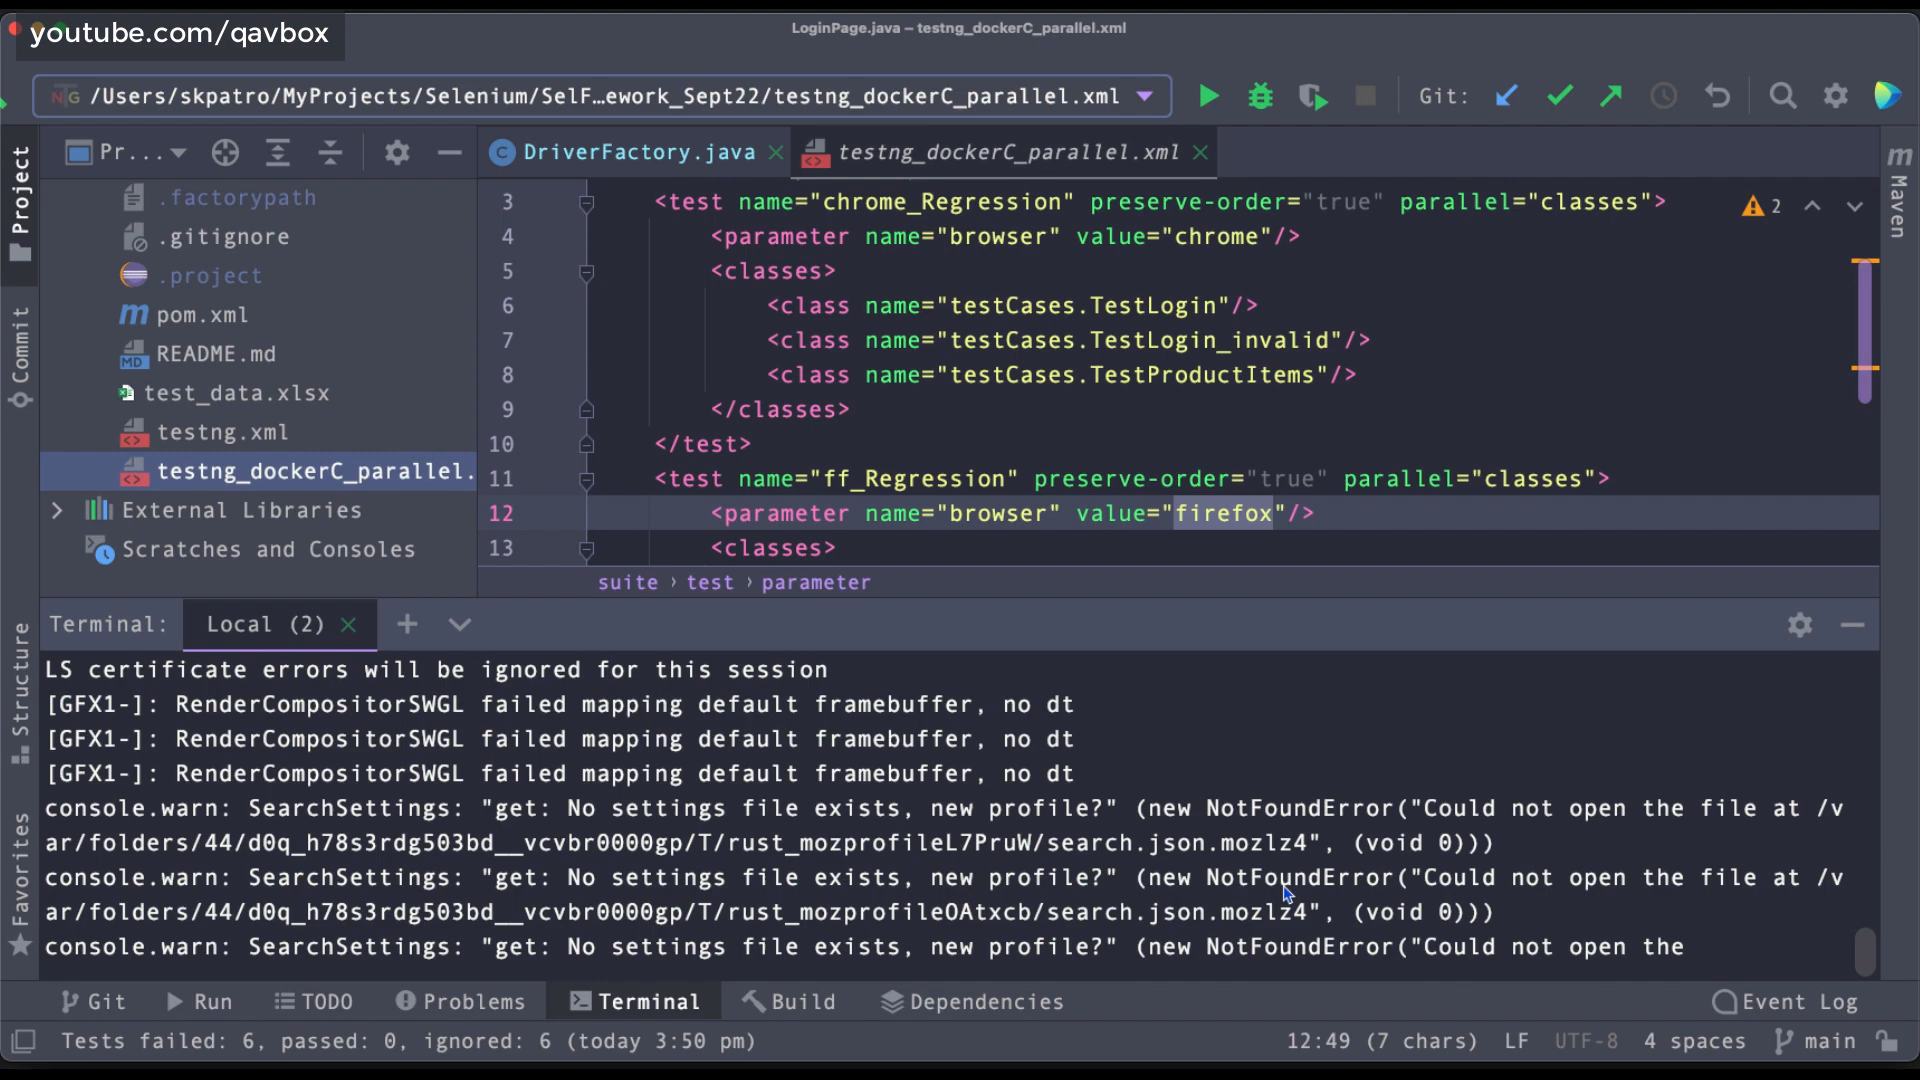 youtube.com/qavbox
LoginPage.java – testng_dockerC_parallel.xml
NG /Users/skpatro/MyProjects/Selenium/SelF…ework_Sept22/testng_dockerC_parallel.xml
Git:
Pr...
DriverFactory.java
testng_dockerC_parallel.xml
Project
Commit
Structure
Favorites
m Maven
.factorypath
.gitignore
.project
m pom.xml
MD README.md
test_data.xlsx
testng.xml
testng_dockerC_parallel.
External Libraries
Scratches and Consoles
3 <test name="chrome_Regression" preserve-order="true" parallel="classes">
2
4 <parameter name="browser" value="chrome"/>
5 <classes>
6 <class name="testCases.TestLogin"/>
7 <class name="testCases.TestLogin_invalid"/>
8 <class name="testCases.TestProductItems"/>
9 </classes>
10 </test>
11 <test name="ff_Regression" preserve-order="true" parallel="classes">
12 <parameter name="browser" value="firefox"/>
13 <classes>
suite › test › parameter
Terminal: Local (2)
LS certificate errors will be ignored for this session
[GFX1-]: RenderCompositorSWGL failed mapping default framebuffer, no dt
[GFX1-]: RenderCompositorSWGL failed mapping default framebuffer, no dt
[GFX1-]: RenderCompositorSWGL failed mapping default framebuffer, no dt
console.warn: SearchSettings: "get: No settings file exists, new profile?" (new NotFoundError("Could not open the file at /v
ar/folders/44/d0q_h78s3rdg503bd__vcvbr0000gp/T/rust_mozprofileL7PruW/search.json.mozlz4", (void 0)))
console.warn: SearchSettings: "get: No settings file exists, new profile?" (new NotFoundError("Could not open the file at /v
ar/folders/44/d0q_h78s3rdg503bd__vcvbr0000gp/T/rust_mozprofileOAtxcb/search.json.mozlz4", (void 0)))
console.warn: SearchSettings: "get: No settings file exists, new profile?" (new NotFoundError("Could not open the
Git Run TODO Problems Terminal Build Dependencies Event Log
Tests failed: 6, passed: 0, ignored: 6 (today 3:50 pm) 12:49 (7 chars) LF UTF-8 4 spaces main